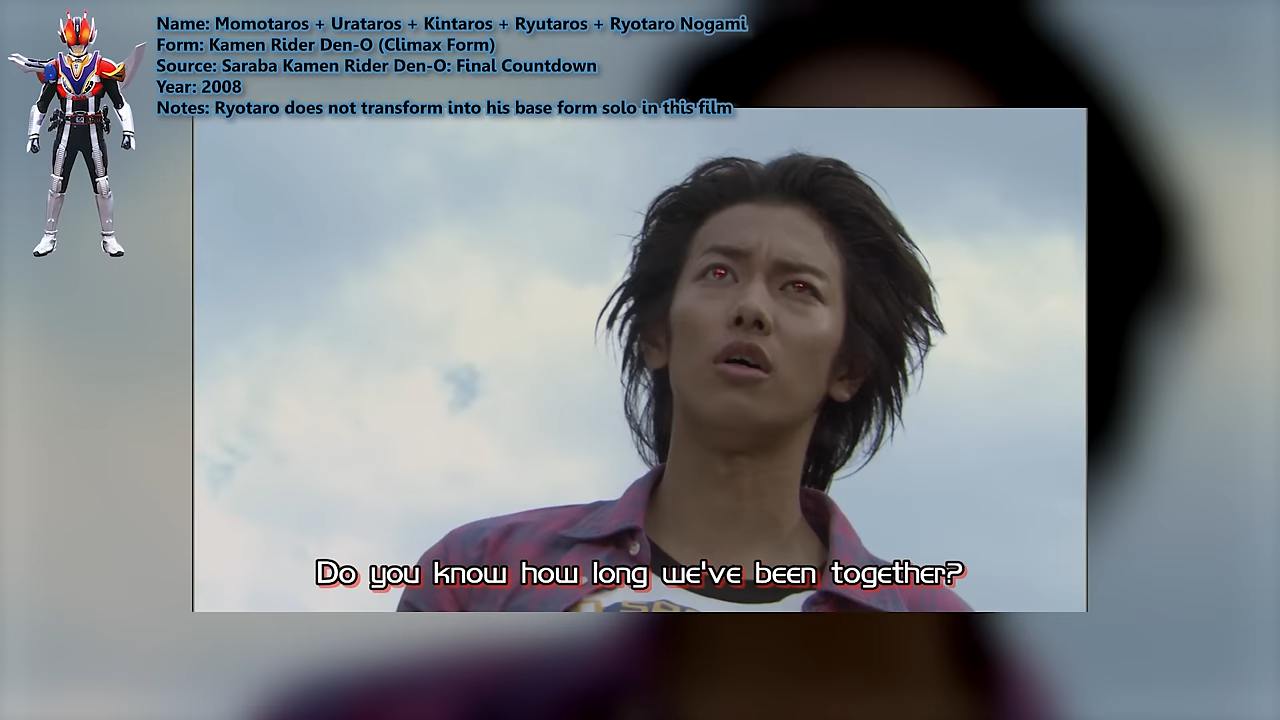 Name: Momotaros + Urataros + Kintaros + Ryutaros + Ryotaro Nogami
Form: Kamen Rider Den-O (Climax Form)
Source: Saraba Kamen Rider Den-O: Final Countdown
Year: 2008
Notes: Ryotaro does not transform into his base form solo in this film
Do you know how long we've been together?